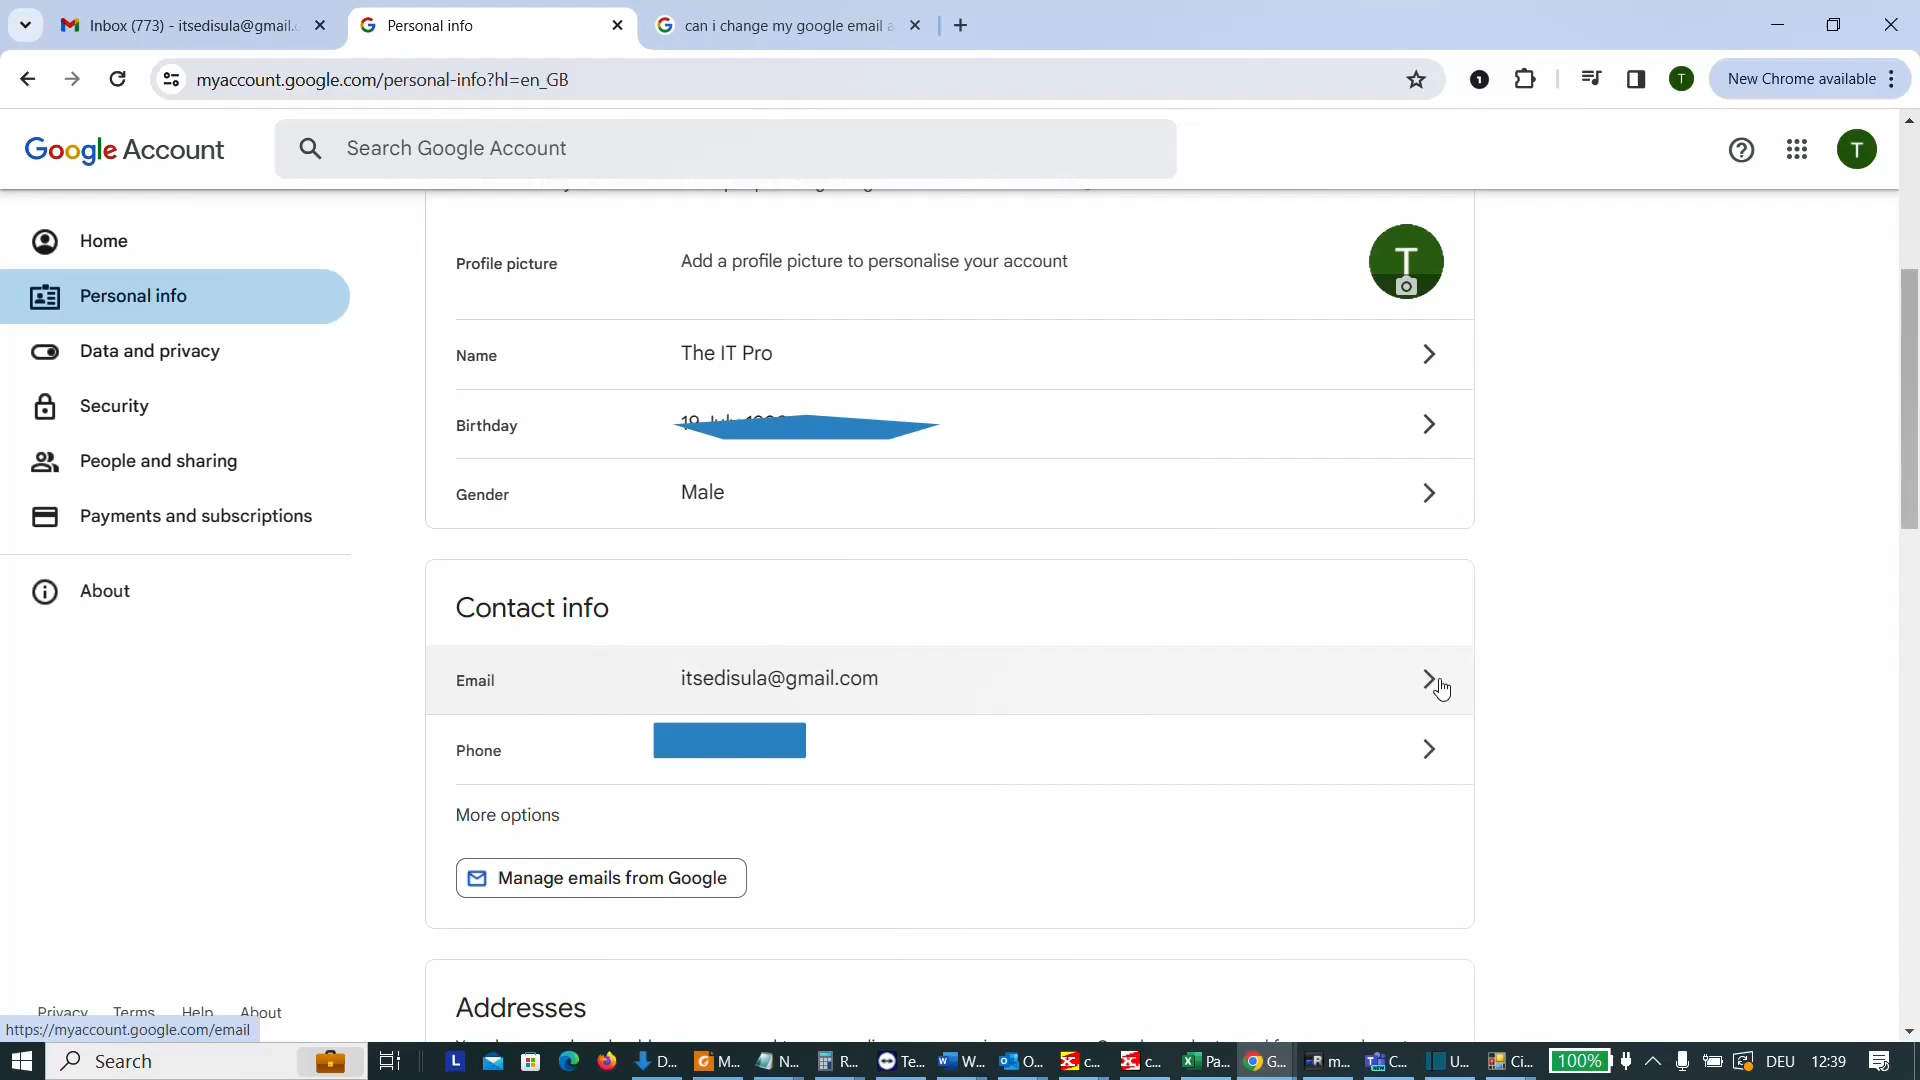 Inbox (773) - itsedisula@gmail.
Personal info
can i change my google email a
myaccount.google.com/personal-info?hl=en_GB
1
T
New Chrome available
Google Account
Search Google Account
T
Home
Personal info
Data and privacy
Security
People and sharing
Payments and subscriptions
About
Profile picture
Add a profile picture to personalise your account
T
Name
The IT Pro
Birthday
Gender
Male
Contact info
Email
itsedisula@gmail.com
Phone
More options
Manage emails from Google
Addresses
Privacy Terms Help About
https://myaccount.google.com/email
Search
L
D...
M...
N...
R...
Te...
W...
O...
c...
c...
Pa...
G...
m...
C...
U...
Ci...
100%
DEU
12:39